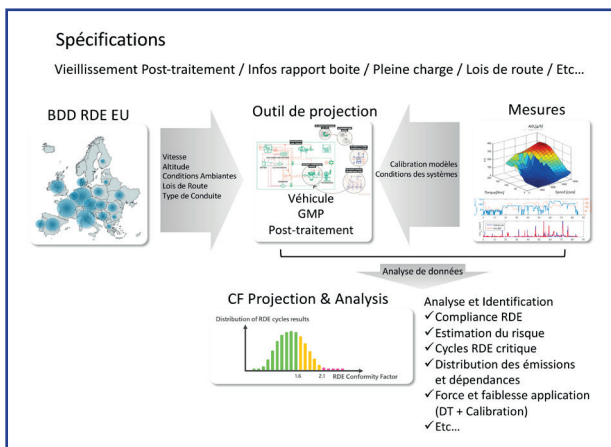 Spécifications
Vieillissement Post-traitement / Infos rapport boite / Pleine charge / Lois de route / Etc...
BDD RDE EU
Outil de projection
Mesures
Vitesse
Altitude
Conditions Ambiantes
Lois de Route
Type de Conduite
Calibration modèles
Conditions des systèmes
Véhicule
GMP
Post-traitement
Analyse de données
CF Projection & Analysis
Distribution of RDE cycles results
1.6
2.1
RDE Conformity Factor
Analyse et Identification
✓Compliance RDE
✓Estimation du risque
✓Cycles RDE critique
✓Distribution des émissions
et dépendances
✓Force et faiblesse application
(DT + Calibration)
✓Etc...